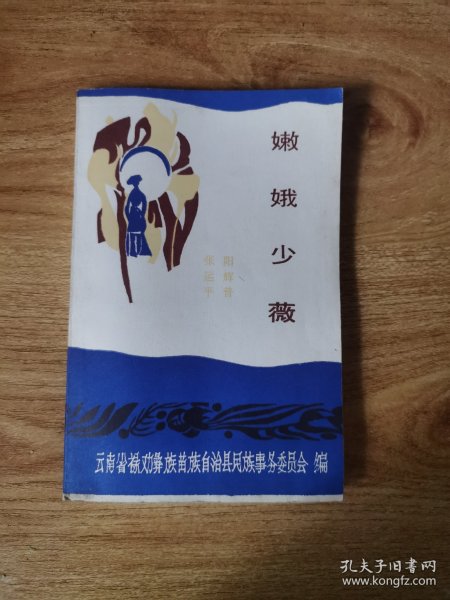 嫩娥少薇
阳辉普
张运平
云南省禄劝彝族苗族自治县民族事务委员会 编
孔夫子旧书网
www.kongfz.com